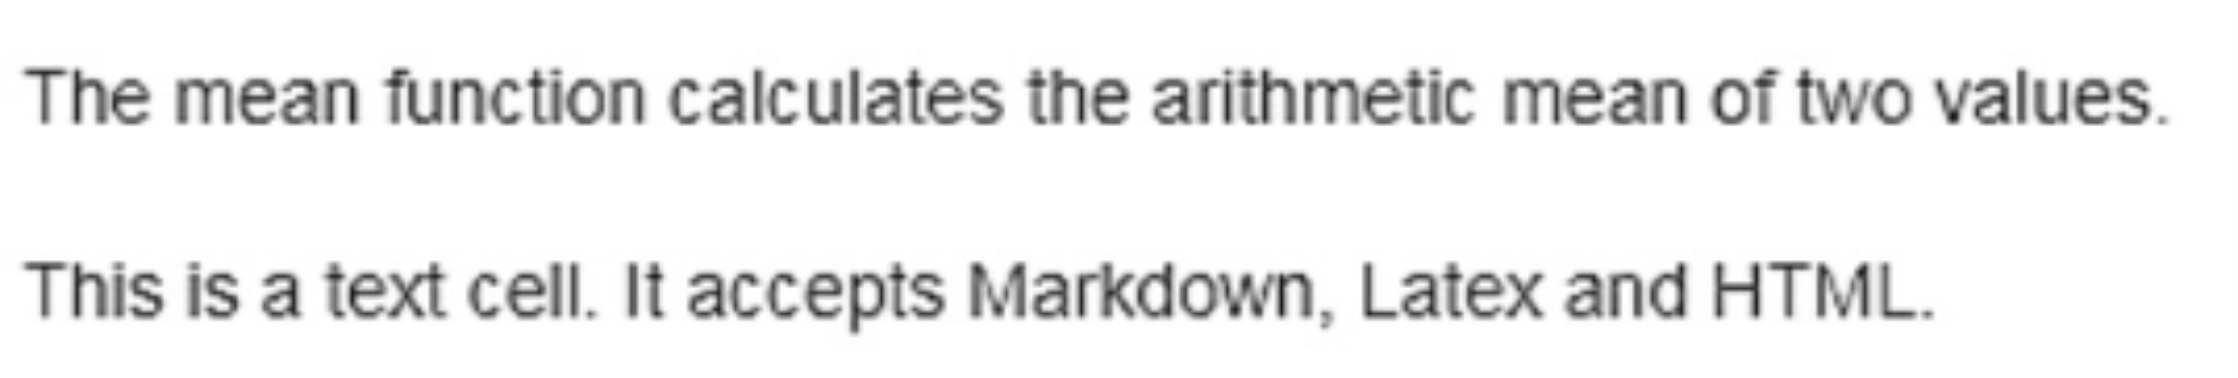 The mean function calculates the arithmetic mean of two values.
This is a text cell. It accepts Markdown, Latex and HTML.